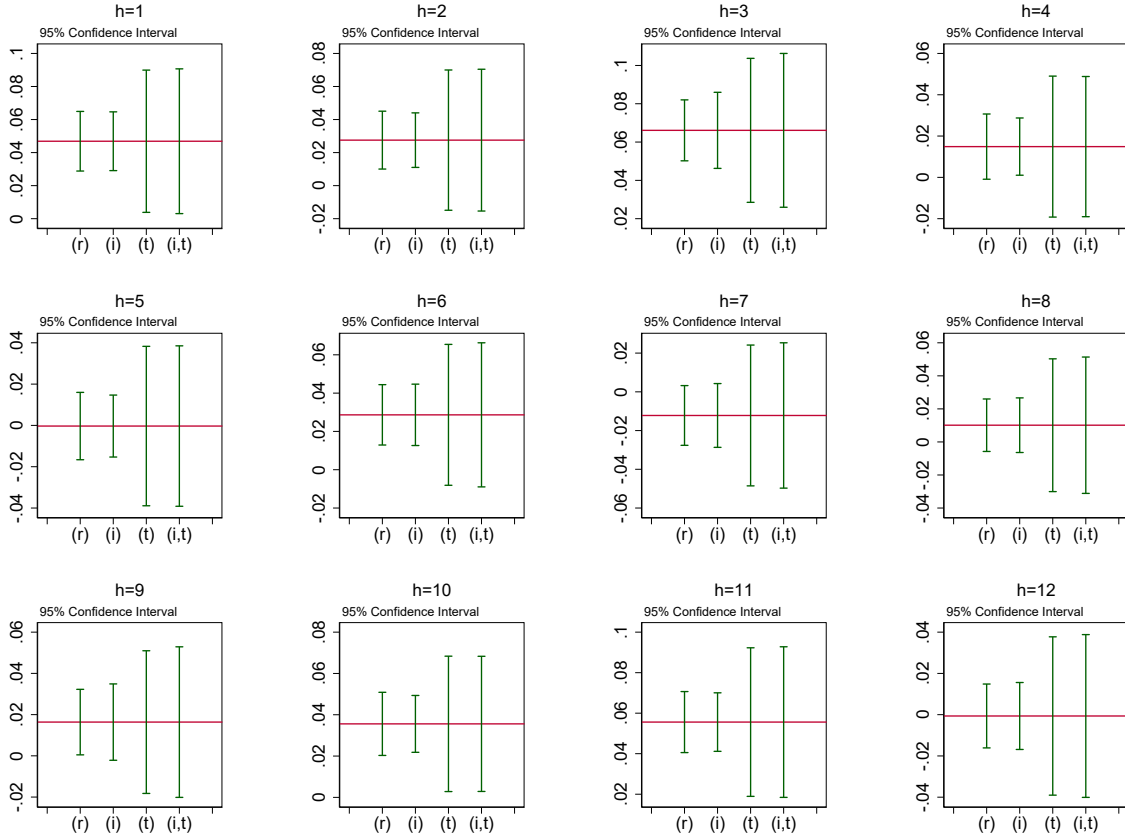 h=1
95% Confidence Interval
.1
.08
.06
.04
.02
0
(r) (i) (t) (i,t)
h=2
95% Confidence Interval
.08
.06
.04
.02
0
-.02
(r) (i) (t) (i,t)
h=3
95% Confidence Interval
.1
.08
.06
.04
.02
(r) (i) (t) (i,t)
h=4
95% Confidence Interval
.06
.04
.02
0
-.02
(r) (i) (t) (i,t)
h=5
95% Confidence Interval
.04
.02
0
-.02
-.04
(r) (i) (t) (i,t)
h=6
95% Confidence Interval
.06
.04
.02
0
-.02
(r) (i) (t) (i,t)
h=7
95% Confidence Interval
.02
0
-.02
-.04
-.06
(r) (i) (t) (i,t)
h=8
95% Confidence Interval
.06
.04
.02
0
-.02
-.04
(r) (i) (t) (i,t)
h=9
95% Confidence Interval
.06
.04
.02
0
-.02
(r) (i) (t) (i,t)
h=10
95% Confidence Interval
.08
.06
.04
.02
0
(r) (i) (t) (i,t)
h=11
95% Confidence Interval
.1
.08
.06
.04
.02
(r) (i) (t) (i,t)
h=12
95% Confidence Interval
.04
.02
0
-.02
-.04
(r) (i) (t) (i,t)